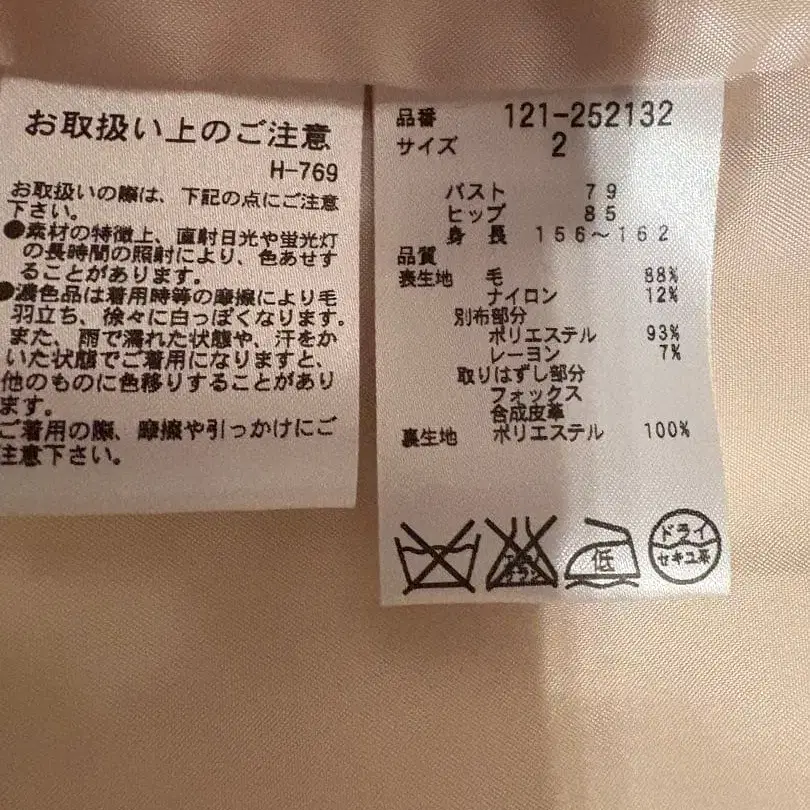 お取扱い上のご注意
H-769
お取扱いの際は、下記の点にご注意
下さい。
●素材の特徴上、直射日光や蛍光灯
の長時間の照射により、色あせす
ることがあります。
●濃色品は着用時等の摩擦により毛
羽立ち、徐々に白っぽくなります。
また、雨で濡れた状態や、汗をか
いた状態でご着用になりますと、
他のものに色移りすることがあり
ます。
ご着用の際、摩擦や引っかけにご
注意下さい。
品番 121-252132
サイズ 2
バスト 79
ヒップ 85
身 長 156～162
品質
表生地 毛 88%
ナイロン 12%
別布部分
ポリエステル 93%
レーヨン 7%
取りはずし部分
フォックス
合成皮革
裏生地 ポリエステル 100%
低
ドライ
セキユ系